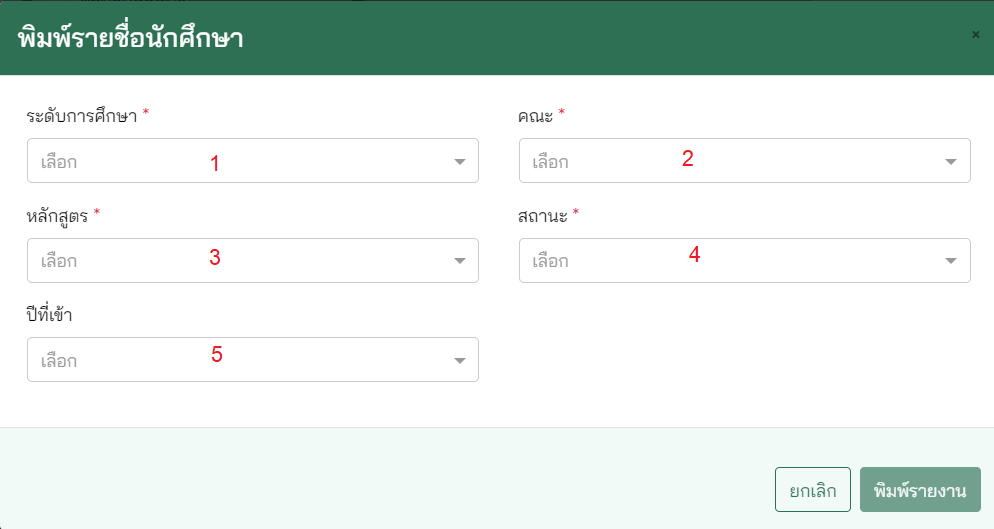 พิมพ์รายชื่อนักศึกษา ×
ระดับการศึกษา * คณะ *
เลือก 1 เลือก 2
หลักสูตร * สถานะ *
เลือก 3 เลือก 4
ปีที่เข้า
เลือก 5
ยกเลิก พิมพ์รายงาน